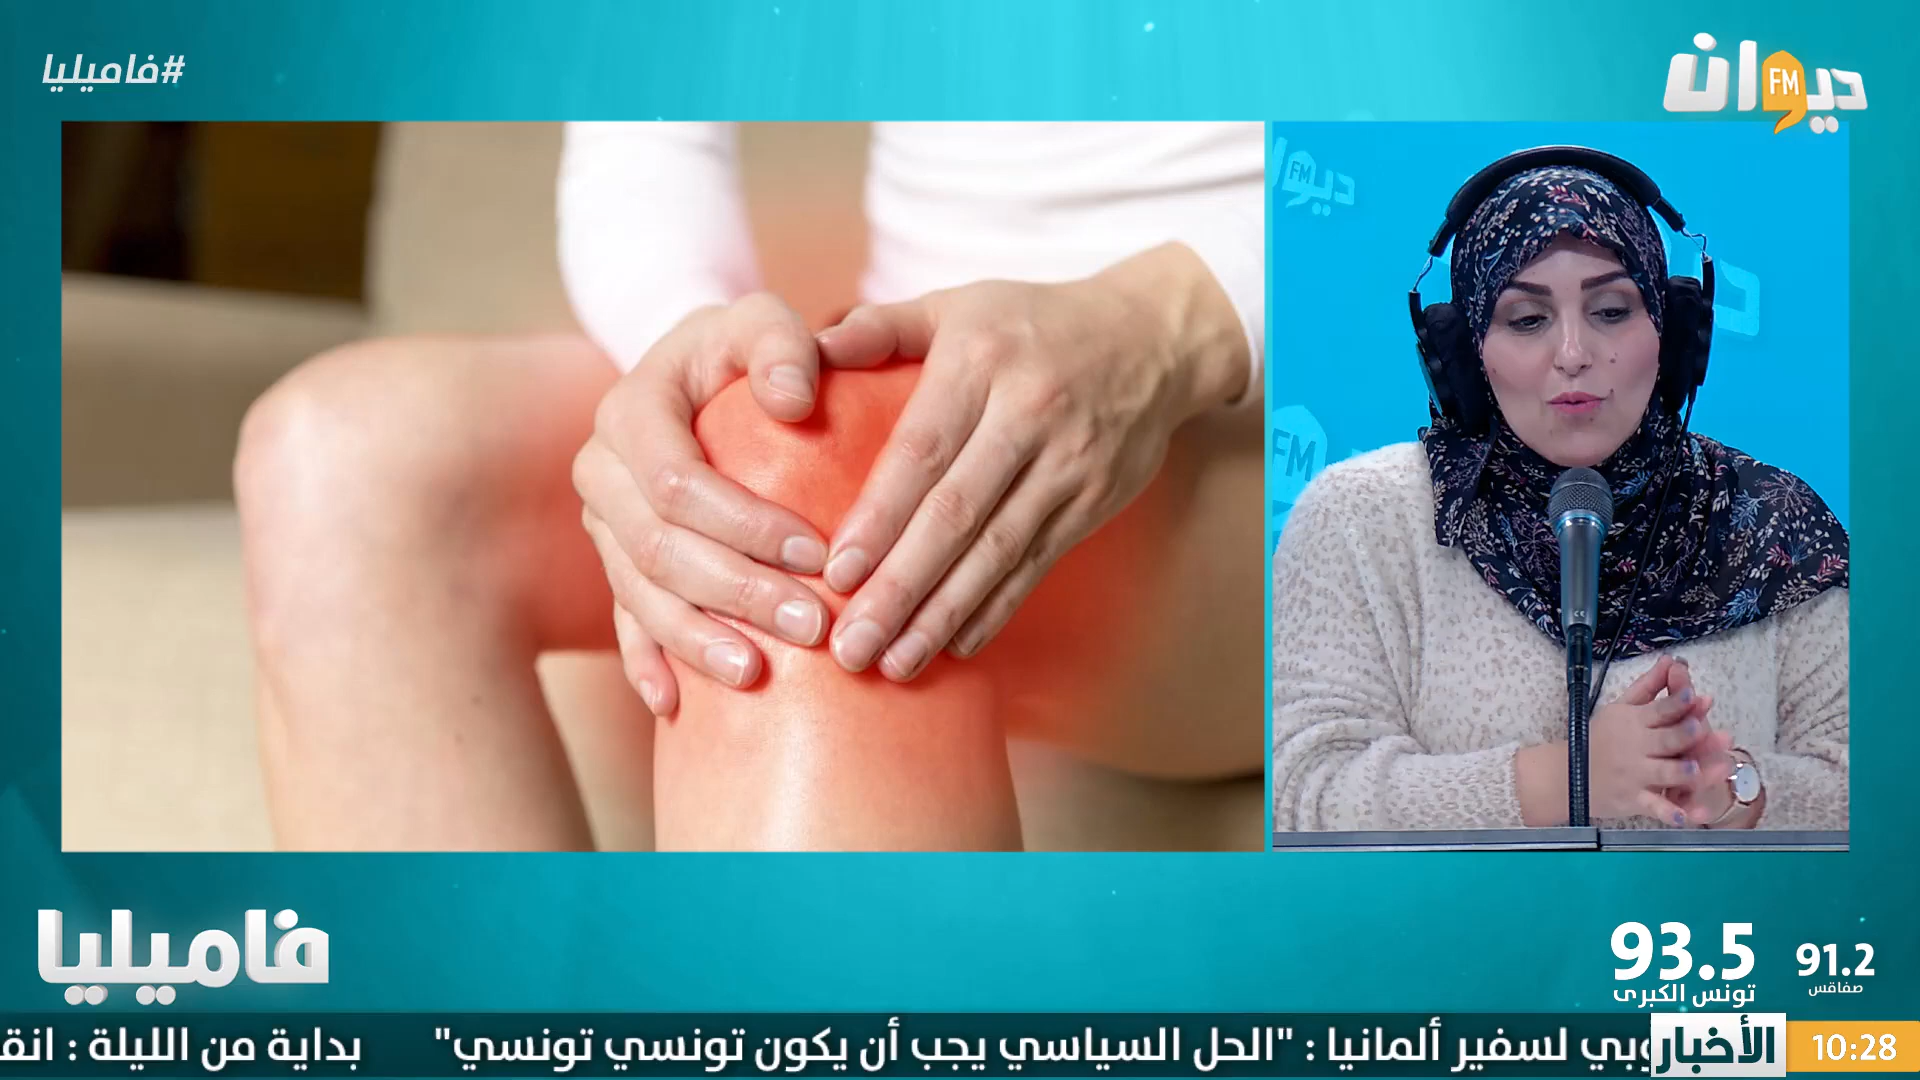 #فاميليا
ديوان FM
ديوان FM
FM
فاميليا
93.5
تونس الكبرى
91.2
صفاقس
لسفير ألمانيا : "الحل السياسي يجب أن يكون تونسي تونسي"
بداية من الليلة :
الأخبار
10:28